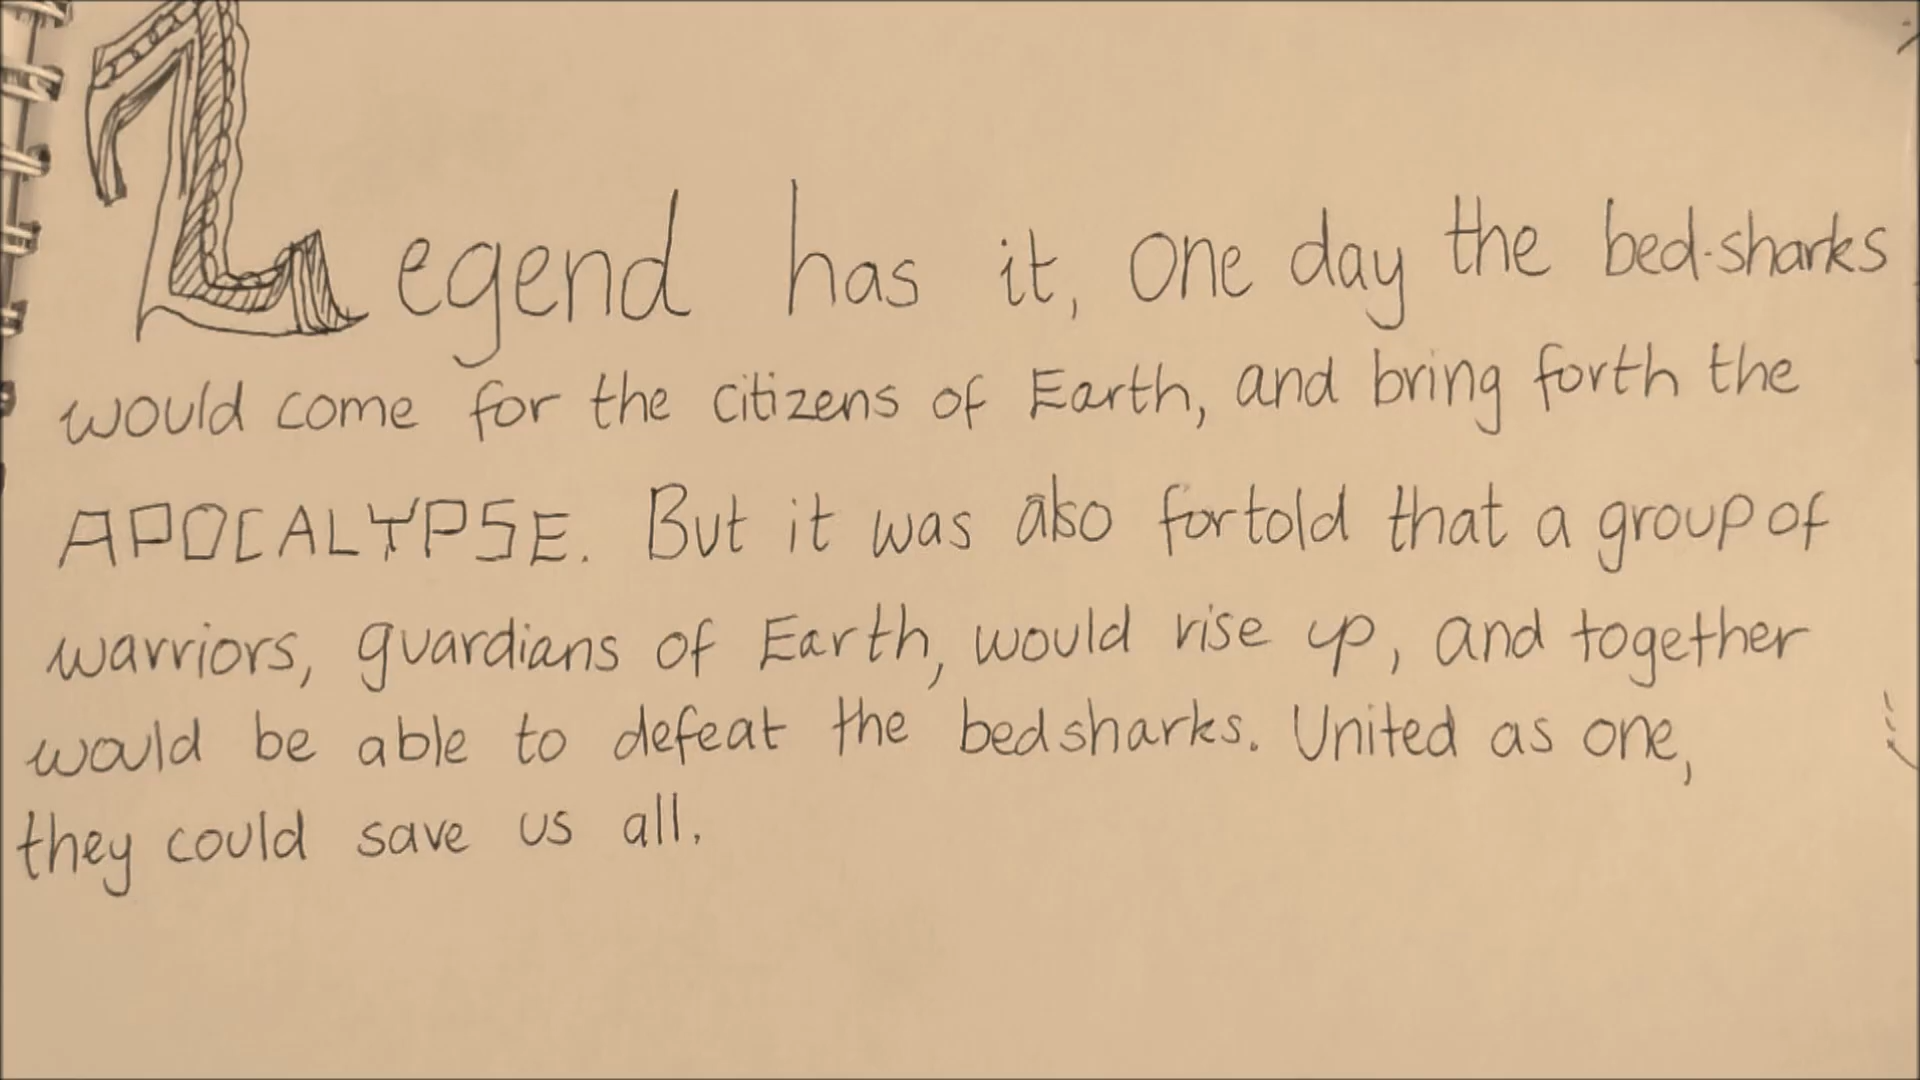 Legend has it, one day the bed-sharks
would come for the citizens of Earth, and bring forth the
APOCALYPSE. But it was also fortold that a group of
warriors, guardians of Earth, would rise up, and together
would be able to defeat the bedsharks. United as one,
they could save us all.